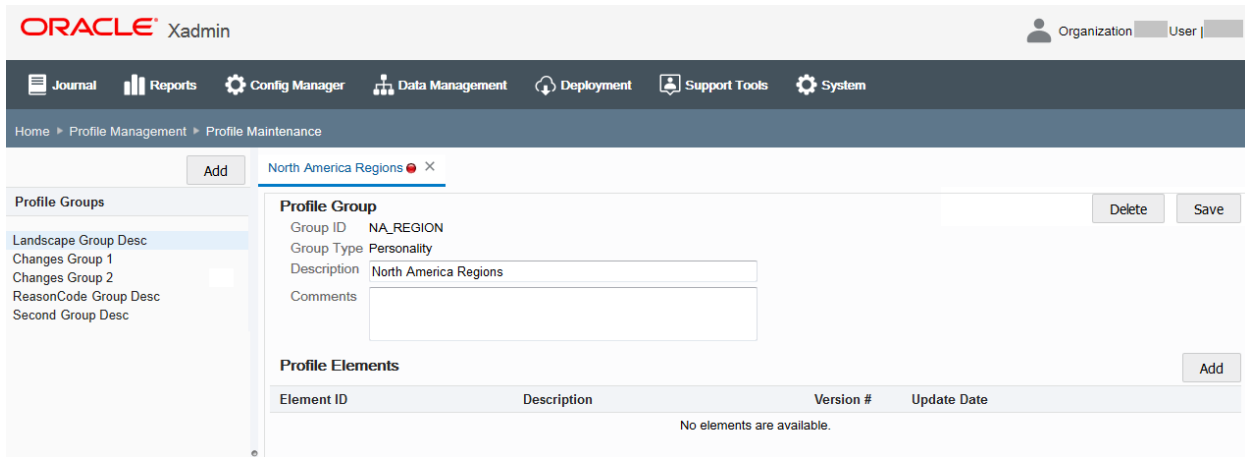 ORACLE Xadmin
Organization User |
Journal Reports Config Manager Data Management Deployment Support Tools System
Home Profile Management Profile Maintenance
Add
North America Regions
Profile Groups
Landscape Group Desc
Changes Group 1
Changes Group 2
ReasonCode Group Desc
Second Group Desc
Profile Group
Delete Save
Group ID NA_REGION
Group Type Personality
Description North America Regions
Comments
Profile Elements
Add
Element ID Description Version # Update Date
No elements are available.